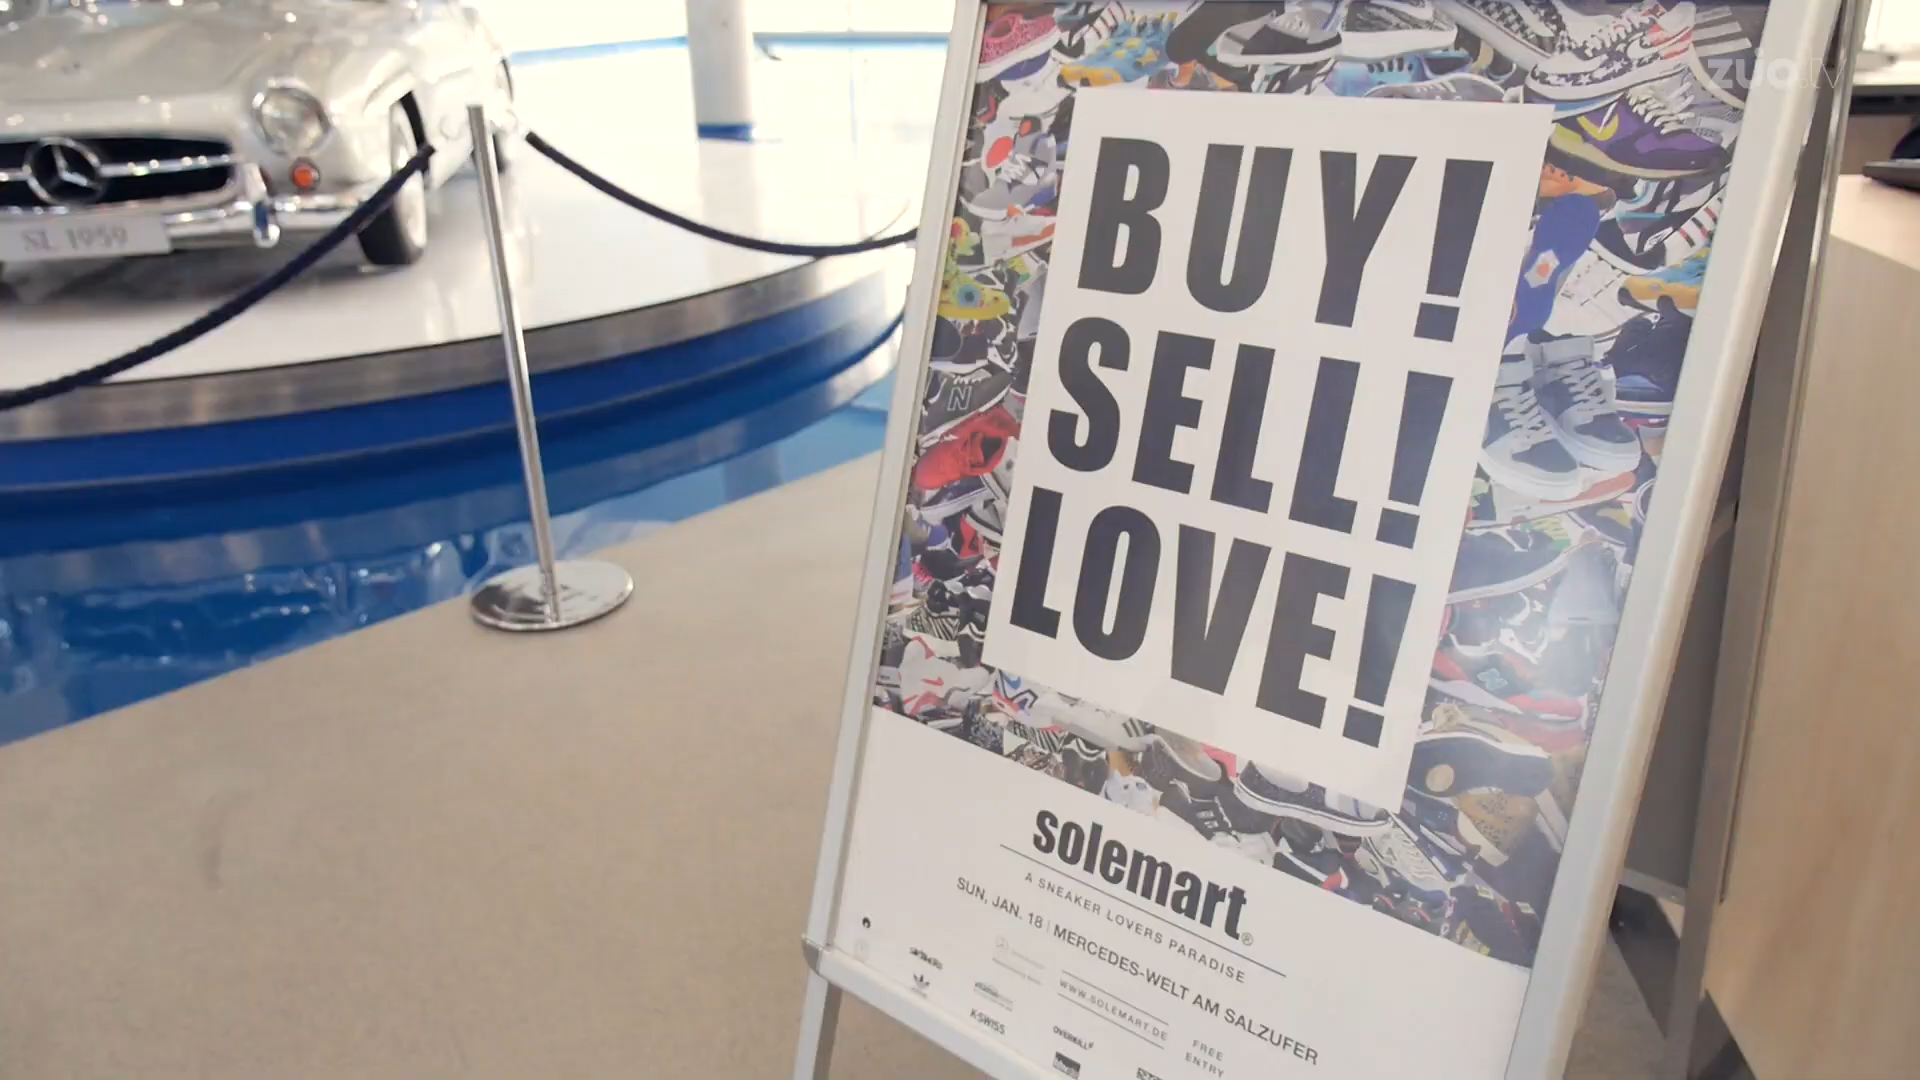 züo.tv
SL 1959
N
BUY!
SELL!
LOVE!
solemart®
A SNEAKER LOVERS PARADISE
SUN, JAN. 18 | MERCEDES-WELT AM SALZUFER
WWW.SOLEMART.DE
K·SWISS
OVERKILL
FREE
ENTRY